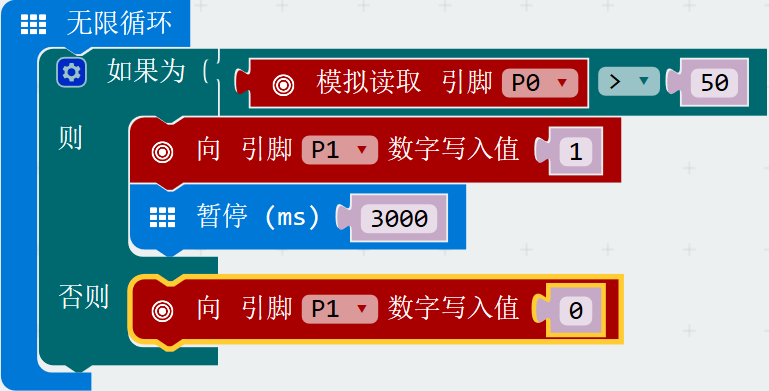 无限循环
如果为 ( 模拟读取 引脚 P0 > 50
则 向 引脚 P1 数字写入值 1
暂停 (ms) 3000
否则 向 引脚 P1 数字写入值 0